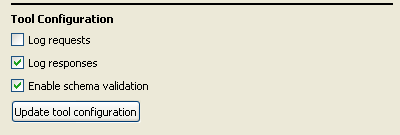 Tool Configuration
Log requests
Log responses
Enable schema validation
Update tool configuration